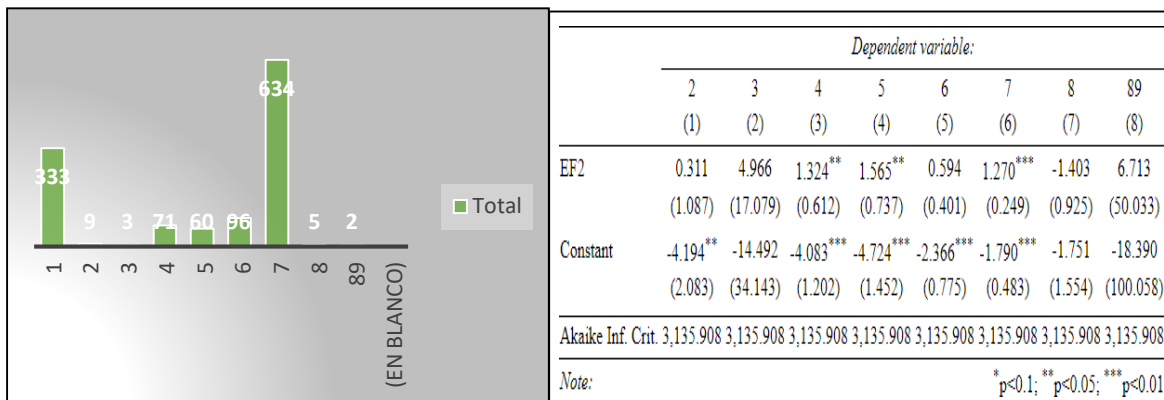 333 9 3 71 60 96 634 5 2
1 2 3 4 5 6 7 8 89 (EN BLANCO)
Total
Dependent variable:
2 3 4 5 6 7 8 89
(1) (2) (3) (4) (5) (6) (7) (8)
EF2 0.311 4.966 1.324** 1.565** 0.594 1.270*** -1.403 6.713
(1.087) (17.079) (0.612) (0.737) (0.401) (0.249) (0.925) (50.033)
Constant -4.194** -14.492 -4.083*** -4.724*** -2.366*** -1.790*** -1.751 -18.390
(2.083) (34.143) (1.202) (1.452) (0.775) (0.483) (1.554) (100.058)
Akaike Inf. Crit. 3,135.908 3,135.908 3,135.908 3,135.908 3,135.908 3,135.908 3,135.908 3,135.908
Note: *p<0.1; **p<0.05; ***p<0.01